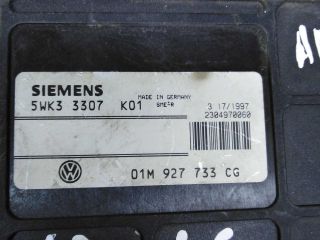 SIEMENS
5WK3 3307 K01
MADE IN GERMANY
3 17/1997
2304970060
01M 927 733 CG